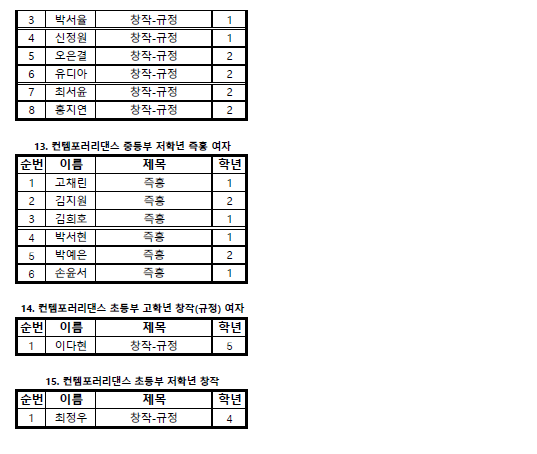 3 박서율 창작-규정 1
4 신정원 창작-규정 1
5 오은결 창작-규정 2
6 유디아 창작-규정 2
7 최서윤 창작-규정 2
8 홍지연 창작-규정 2
13. 컨템포러리댄스 중등부 저학년 즉흥 여자
순번 이름 제목 학년
1 고채린 즉흥 1
2 김지원 즉흥 2
3 김희호 즉흥 1
4 박서현 즉흥 1
5 박예은 즉흥 2
6 손윤서 즉흥 1
14. 컨템포러리댄스 초등부 고학년 창작(규정) 여자
순번 이름 제목 학년
1 이다현 창작-규정 5
15. 컨템포러리댄스 초등부 저학년 창작
순번 이름 제목 학년
1 최정우 창작-규정 4